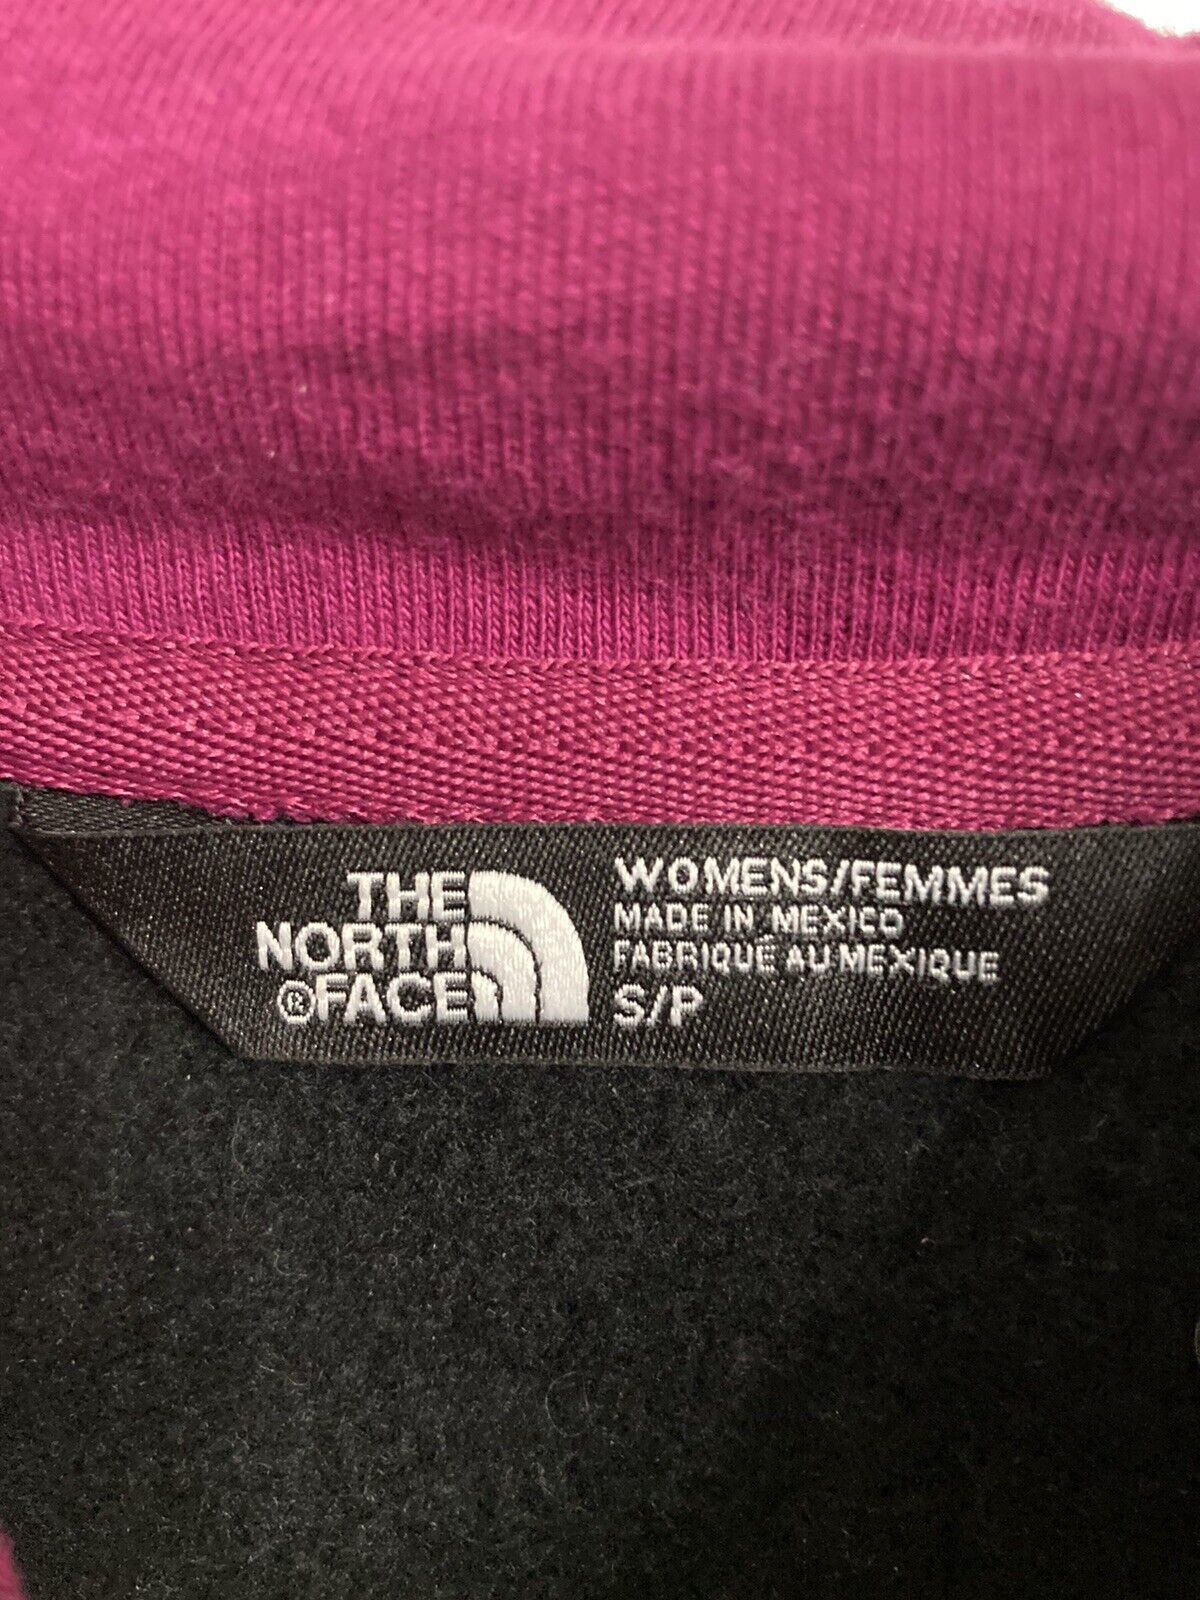 THE
NORTH
®FACE
WOMENS/FEMMES
MADE IN MEXICO
FABRIQUÉ AU MEXIQUE
S/P